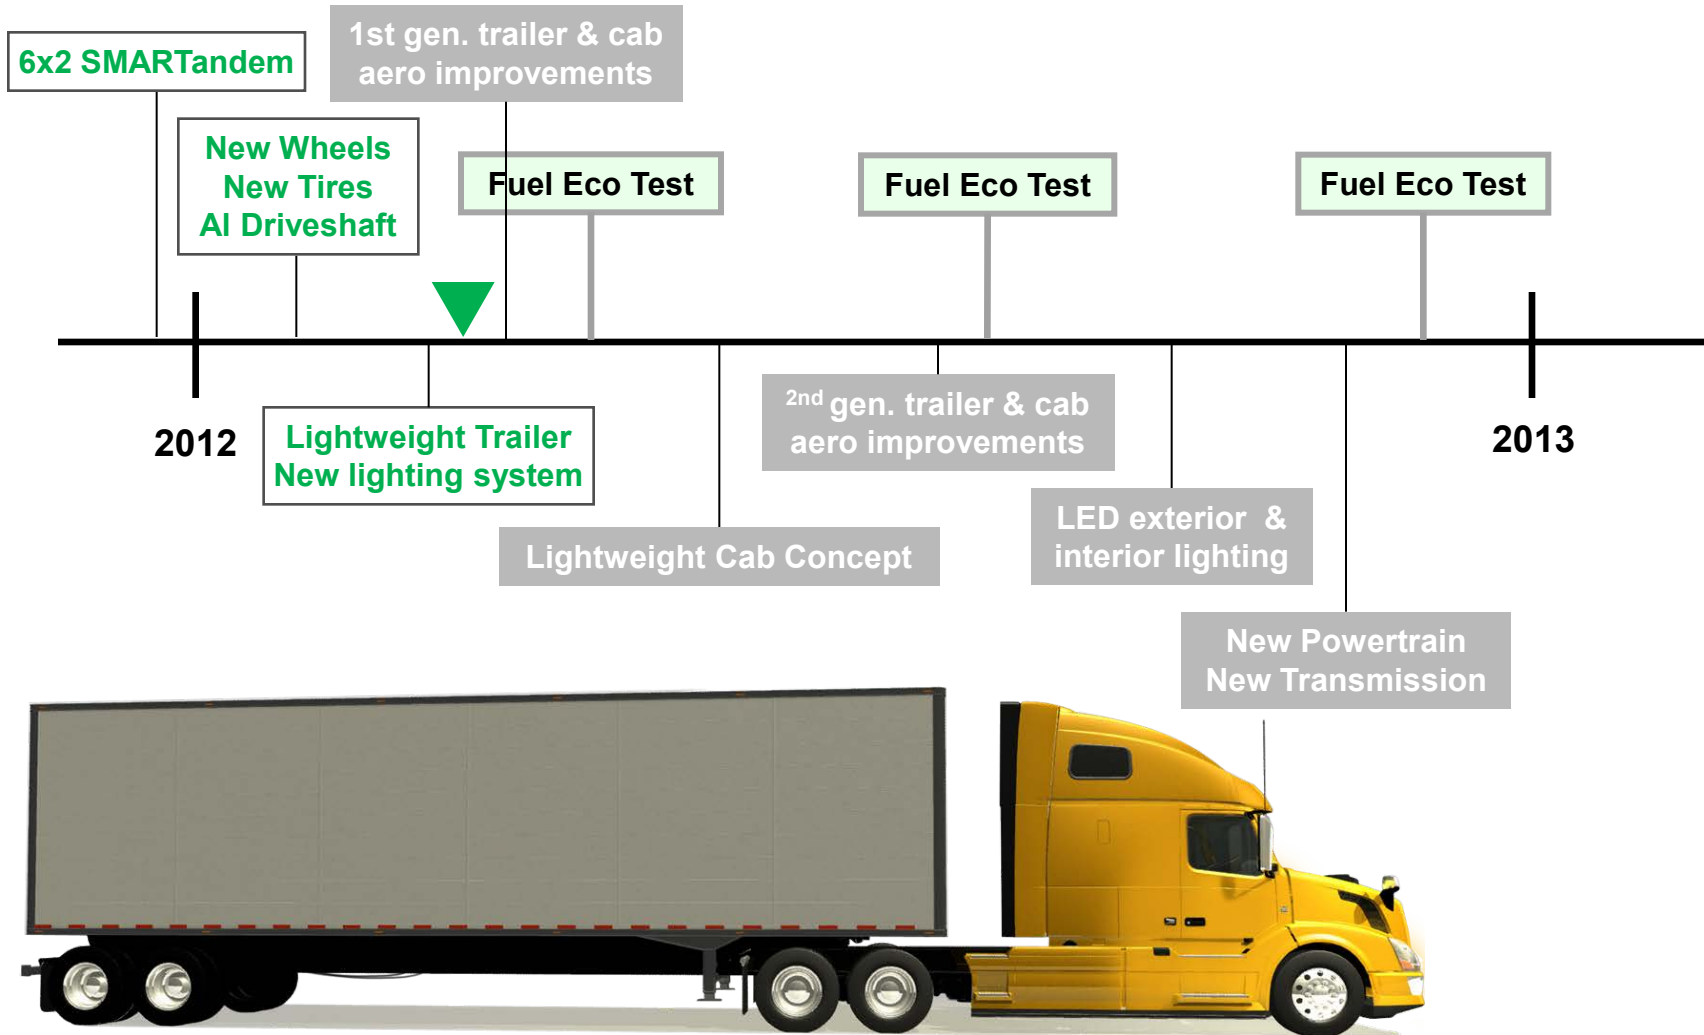 6x2 SMARTandem
1st gen. trailer & cab
aero improvements
New Wheels
New Tires
Al Driveshaft
Fuel Eco Test
Fuel Eco Test
Fuel Eco Test
2012
2013
Lightweight Trailer
New lighting system
2nd gen. trailer & cab
aero improvements
Lightweight Cab Concept
LED exterior & 
interior lighting
New Powertrain
New Transmission